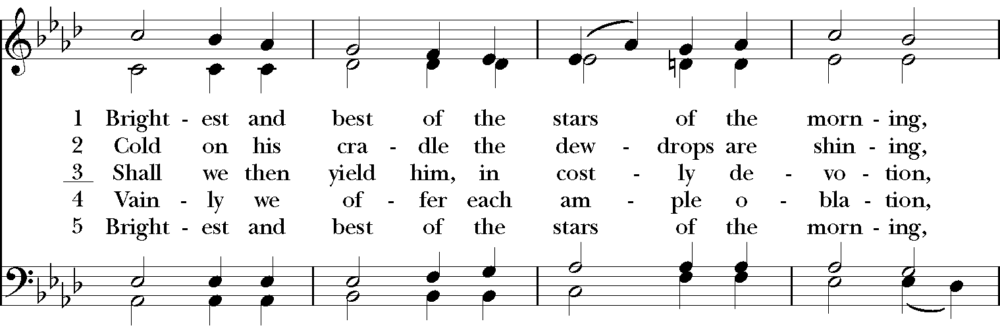 1 Bright - est and best of the stars of the morn - ing,
2 Cold on his cra - dle the dew - drops are shin - ing,
3 Shall we then yield him, in cost - ly de - vo - tion,
4 Vain - ly we of - fer each am - ple o - bla - tion,
5 Bright - est and best of the stars of the morn - ing,